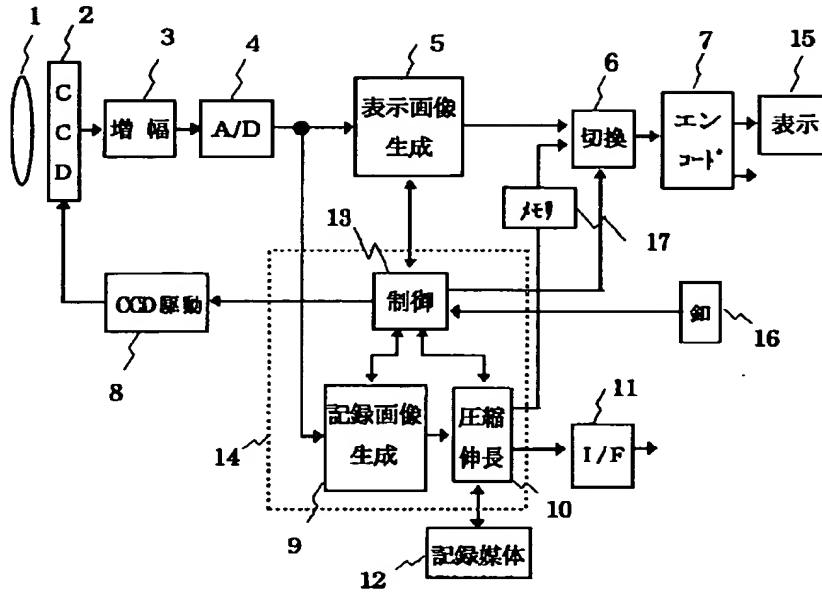 1
2
3
4
5
6
7
15
CCD
増幅
A/D
表示画像
生成
切換
エン
コード
表示
メモリ
17
13
制御
CCD駆動
8
釦
16
記録画像
生成
圧縮
伸長
11
I/F
14
9
10
12
記録媒体